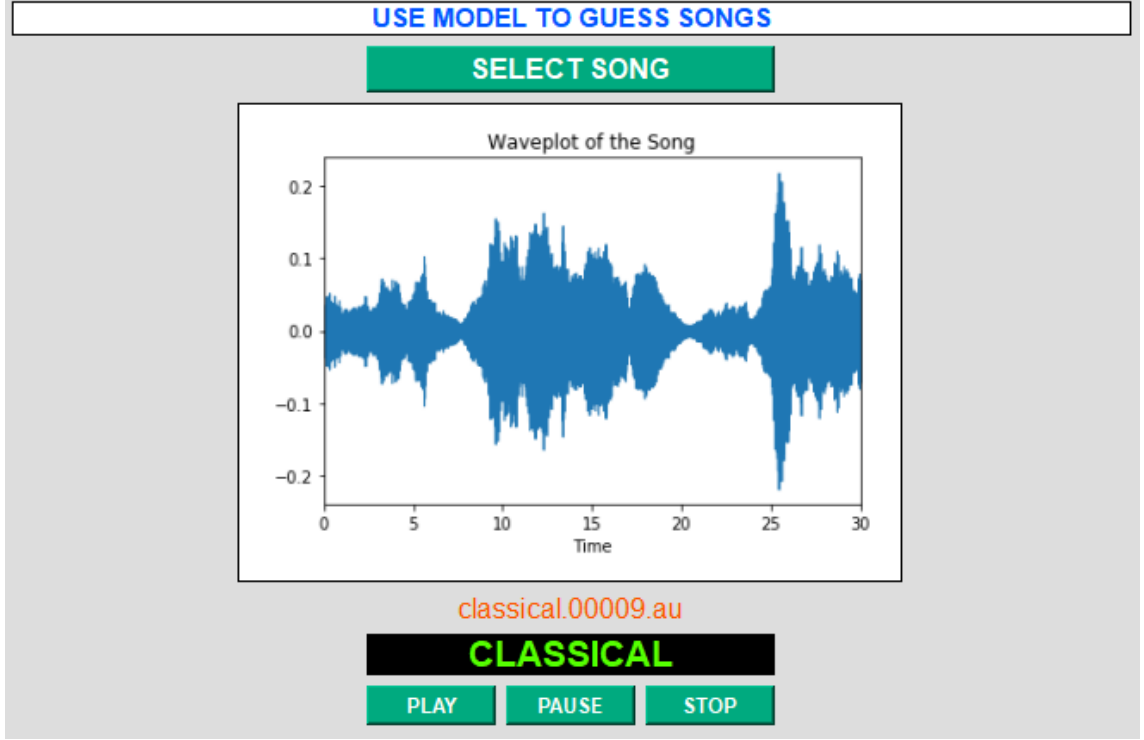 USE MODEL TO GUESS SONGS
SELECT SONG
Waveplot of the Song
0.2
0.1
0.0
−0.1
−0.2
0 5 10 15 20 25 30
Time
classical.00009.au
CLASSICAL
PLAY PAUSE STOP